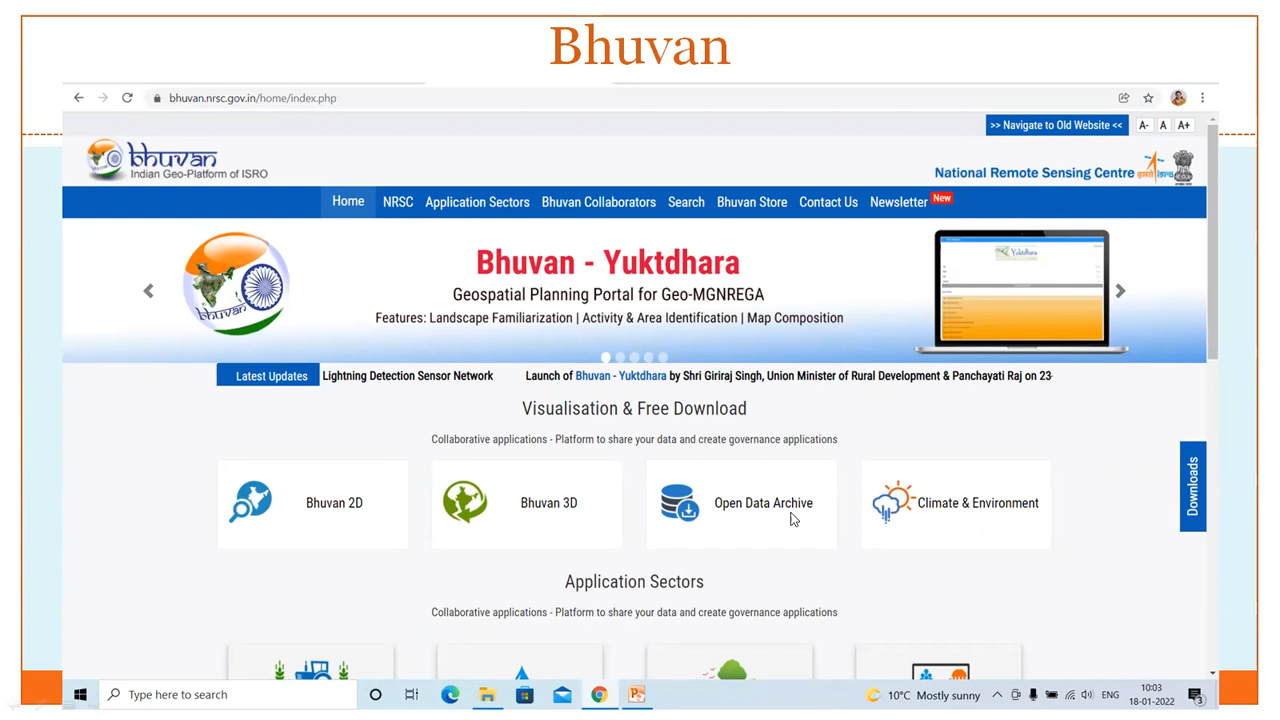 Bhuvan
bhuvan.nrsc.gov.in/home/index.php
>> Navigate to Old Website << A- A A+
bhuvan
Indian Geo-Platform of ISRO
National Remote Sensing Centre
Home NRSC Application Sectors Bhuvan Collaborators Search Bhuvan Store Contact Us Newsletter New
Bhuvan - Yuktdhara
Geospatial Planning Portal for Geo-MGNREGA
Features: Landscape Familiarization | Activity & Area Identification | Map Composition
bhuvan
Yuktdhara
Latest Updates Lightning Detection Sensor Network Launch of Bhuvan - Yuktdhara by Shri Giriraj Singh, Union Minister of Rural Development & Panchayati Raj on 23
Visualisation & Free Download
Collaborative applications - Platform to share your data and create governance applications
Bhuvan 2D Bhuvan 3D Open Data Archive Climate & Environment
Downloads
Application Sectors
Collaborative applications - Platform to share your data and create governance applications
Type here to search
10°C Mostly sunny ENG 10:03
18-01-2022 3